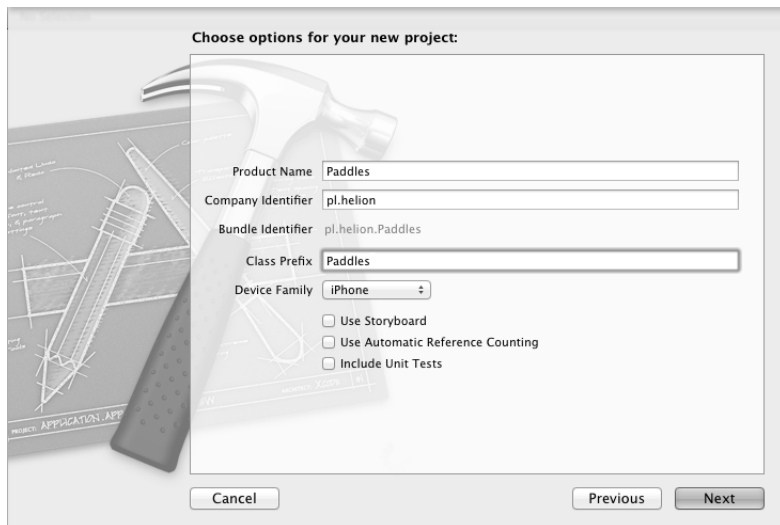 Choose options for your new project:
Product Name Paddles
Company Identifier pl.helion
Bundle Identifier pl.helion.Paddles
Class Prefix Paddles
Device Family iPhone
Use Storyboard
Use Automatic Reference Counting
Include Unit Tests
PROJECT: APPLICATION.APP
Cancel Previous Next